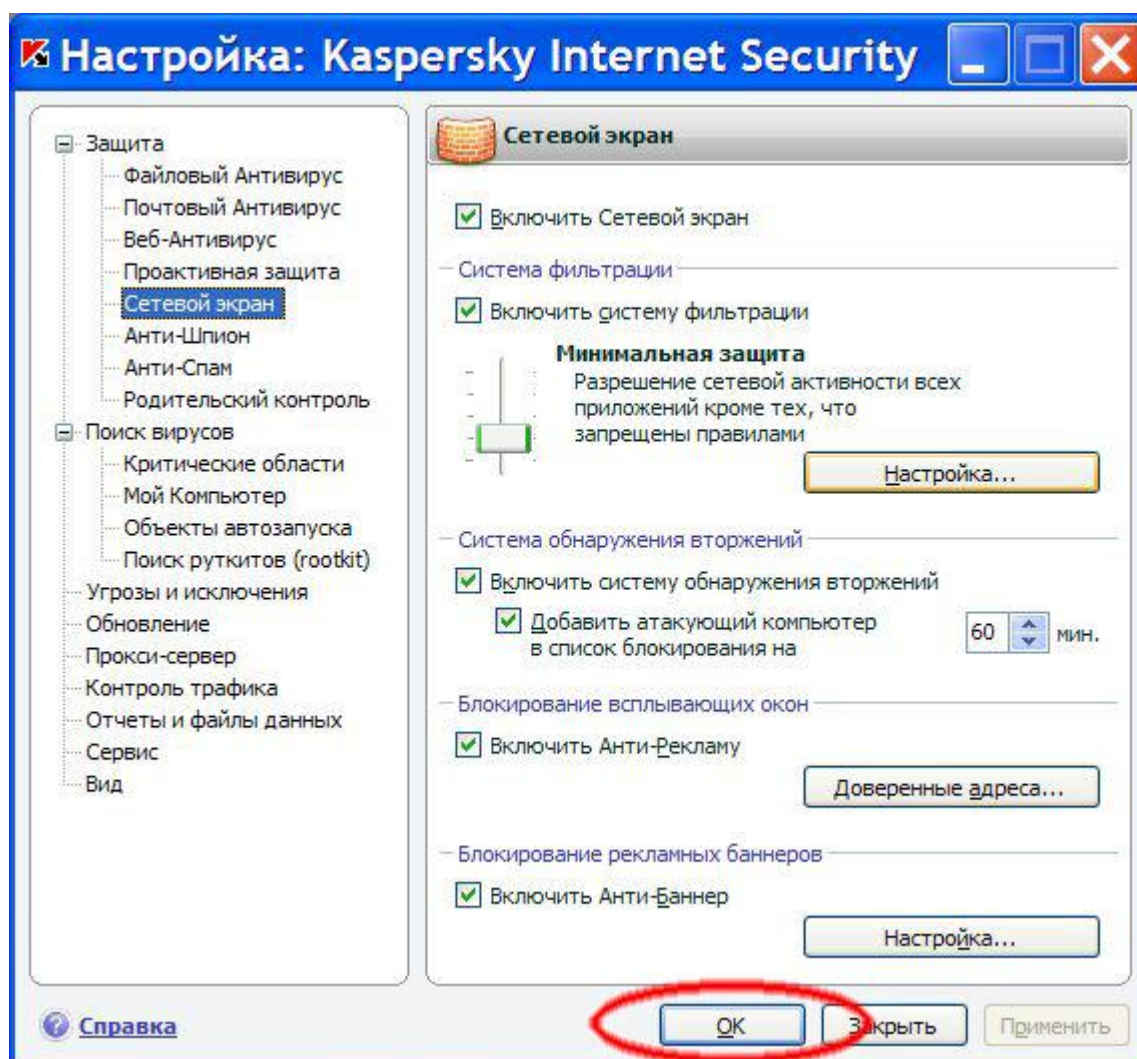 Настройка: Kaspersky Internet Security
Защита
Файловый Антивирус
Почтовый Антивирус
Веб-Антивирус
Проактивная защита
Сетевой экран
Анти-Шпион
Анти-Спам
Родительский контроль
Поиск вирусов
Критические области
Мой Компьютер
Объекты автозапуска
Поиск руткитов (rootkit)
Угрозы и исключения
Обновление
Прокси-сервер
Контроль трафика
Отчеты и файлы данных
Сервис
Вид
Сетевой экран
Включить Сетевой экран
Система фильтрации
Включить систему фильтрации
Минимальная защита
Разрешение сетевой активности всех
приложений кроме тех, что
запрещены правилами
Настройка...
Система обнаружения вторжений
Включить систему обнаружения вторжений
Добавить атакующий компьютер
в список блокирования на
60 мин.
Блокирование всплывающих окон
Включить Анти-Рекламу
Доверенные адреса...
Блокирование рекламных баннеров
Включить Анти-Баннер
Настройка...
Справка
OK
Закрыть
Применить